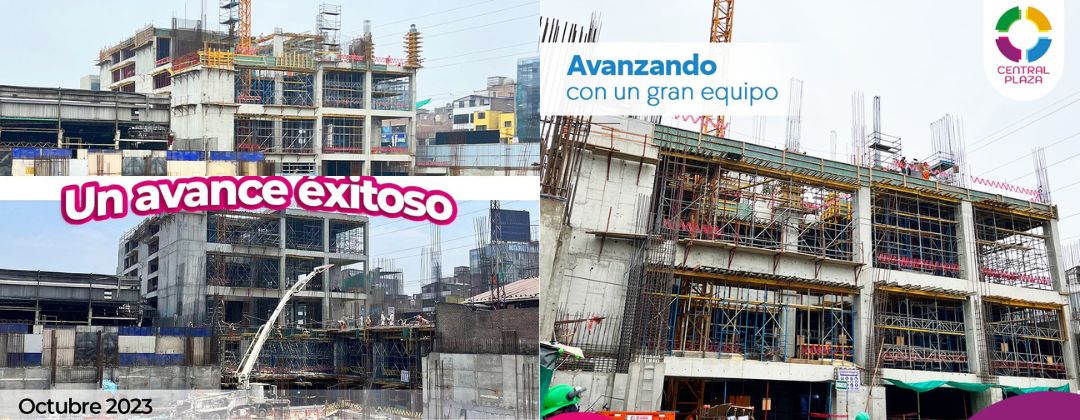 Un avance exitoso
Octubre 2023
Avanzando
con un gran equipo
CENTRAL
PLAZA